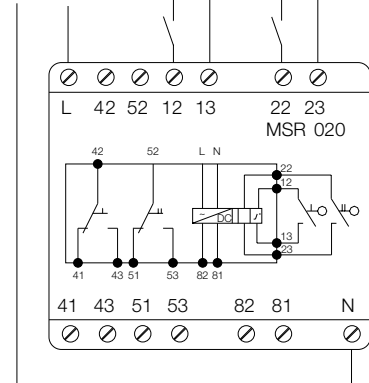 L 42 52 12 13 22 23
MSR 020
42 52 L N
22
12
~ DC
13
23
41 43 51 53 82 81
41 43 51 53 82 81 N